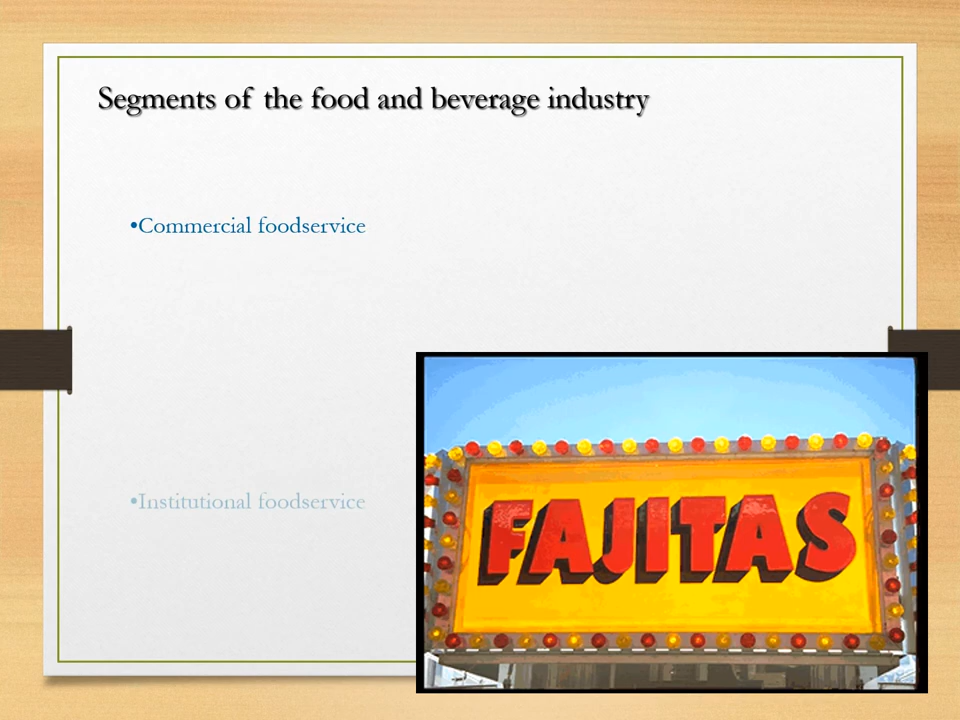 Segments of the food and beverage industry
•Commercial foodservice
•Institutional foodservice
FAJITAS